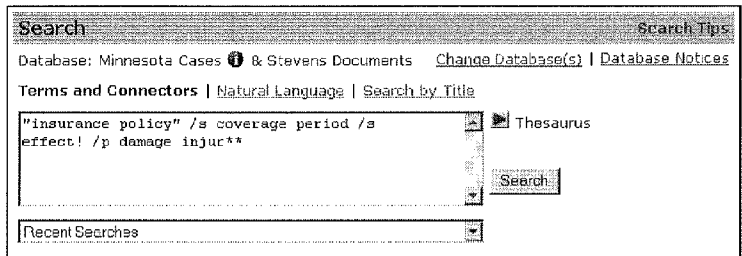 Search Search Tips
Database: Minnesota Cases & Stevens Documents Change Database(s) | Database Notices
Terms and Connectors | Natural Language | Search by Title
"insurance policy" /s coverage period /s
effect! /p damage injur**
Thesaurus
Search
Recent Searches